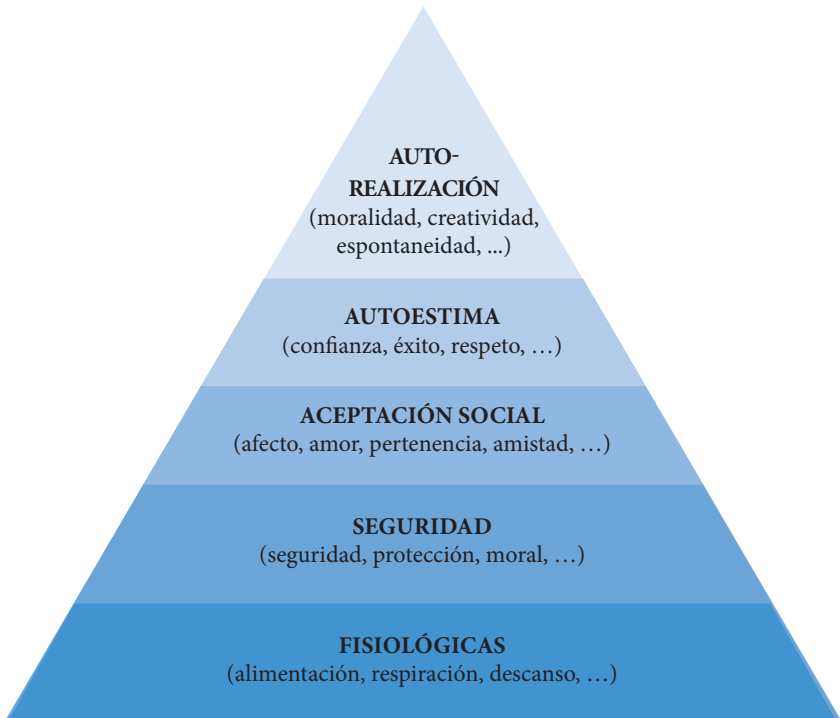 AUTO-
REALIZACIÓN
(moralidad, creatividad,
espontaneidad, ...)
AUTOESTIMA
(confianza, éxito, respeto, …)
ACEPTACIÓN SOCIAL
(afecto, amor, pertenencia, amistad, …)
SEGURIDAD
(seguridad, protección, moral, …)
FISIOLÓGICAS
(alimentación, respiración, descanso, …)